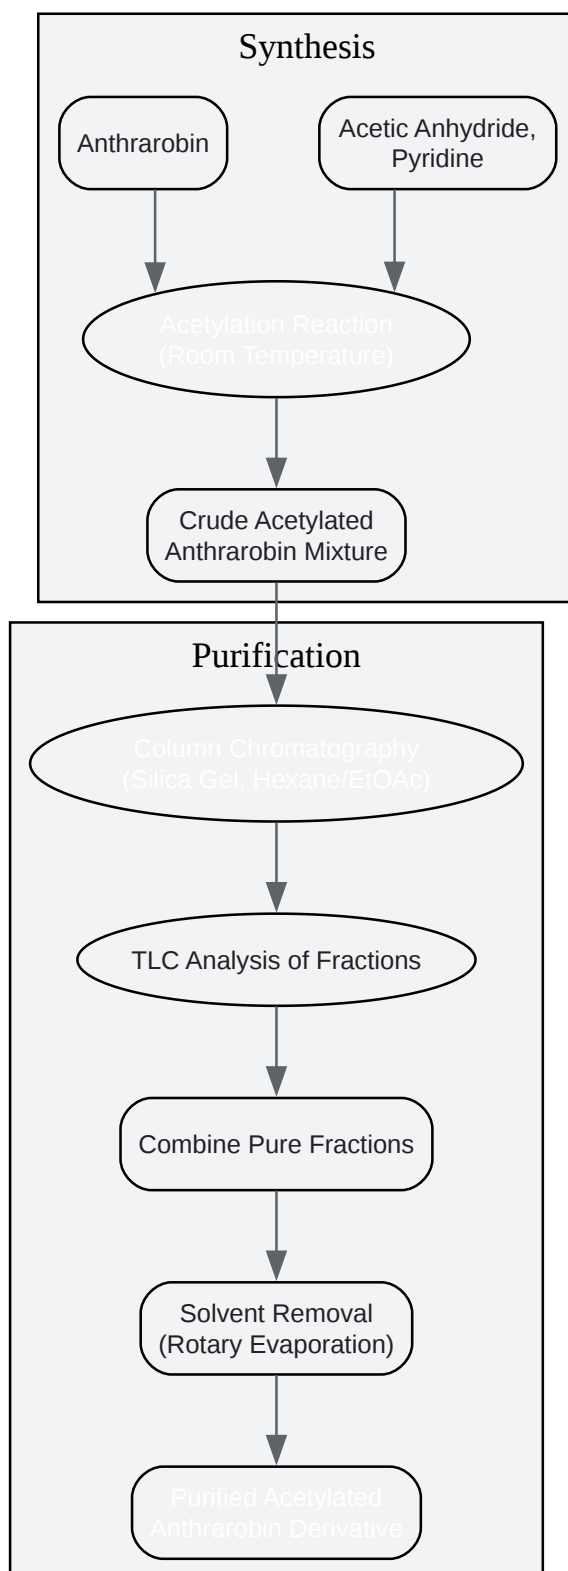 Synthesis
Anthrarobin
Acetic Anhydride,
Pyridine
Acetylation Reaction
(Room Temperature)
Crude Acetylated
Anthrarobin Mixture
Purification
Column Chromatography
(Silica Gel, Hexane/EtOAc)
TLC Analysis of Fractions
Combine Pure Fractions
Solvent Removal
(Rotary Evaporation)
Purified Acetylated
Anthrarobin Derivative